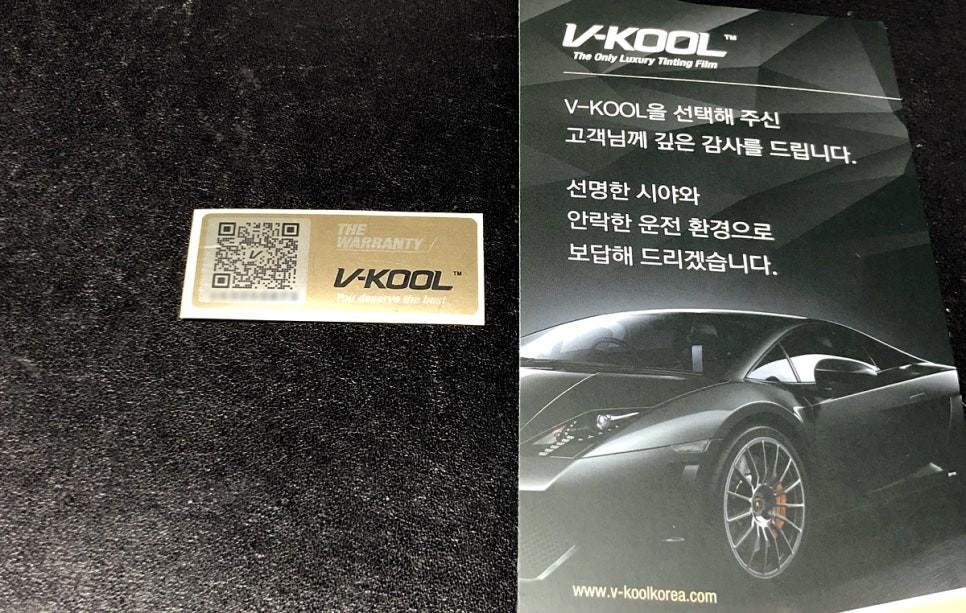 THE
WARRANTY
V-KOOL™
You deserve the best
V-KOOL™
The Only Luxury Tinting Film
V-KOOL을 선택해 주신
고객님께 깊은 감사를 드립니다.
선명한 시야와
안락한 운전 환경으로
보답해 드리겠습니다.
www.v-koolkorea.com